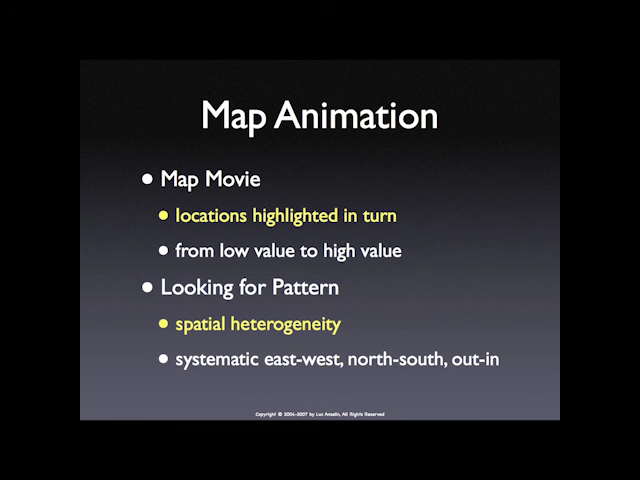 Map Animation
• Map Movie
• locations highlighted in turn
• from low value to high value
• Looking for Pattern
• spatial heterogeneity
• systematic east-west, north-south, out-in
Copyright © 2004-2007 by Luc Anselin, All Rights Reserved